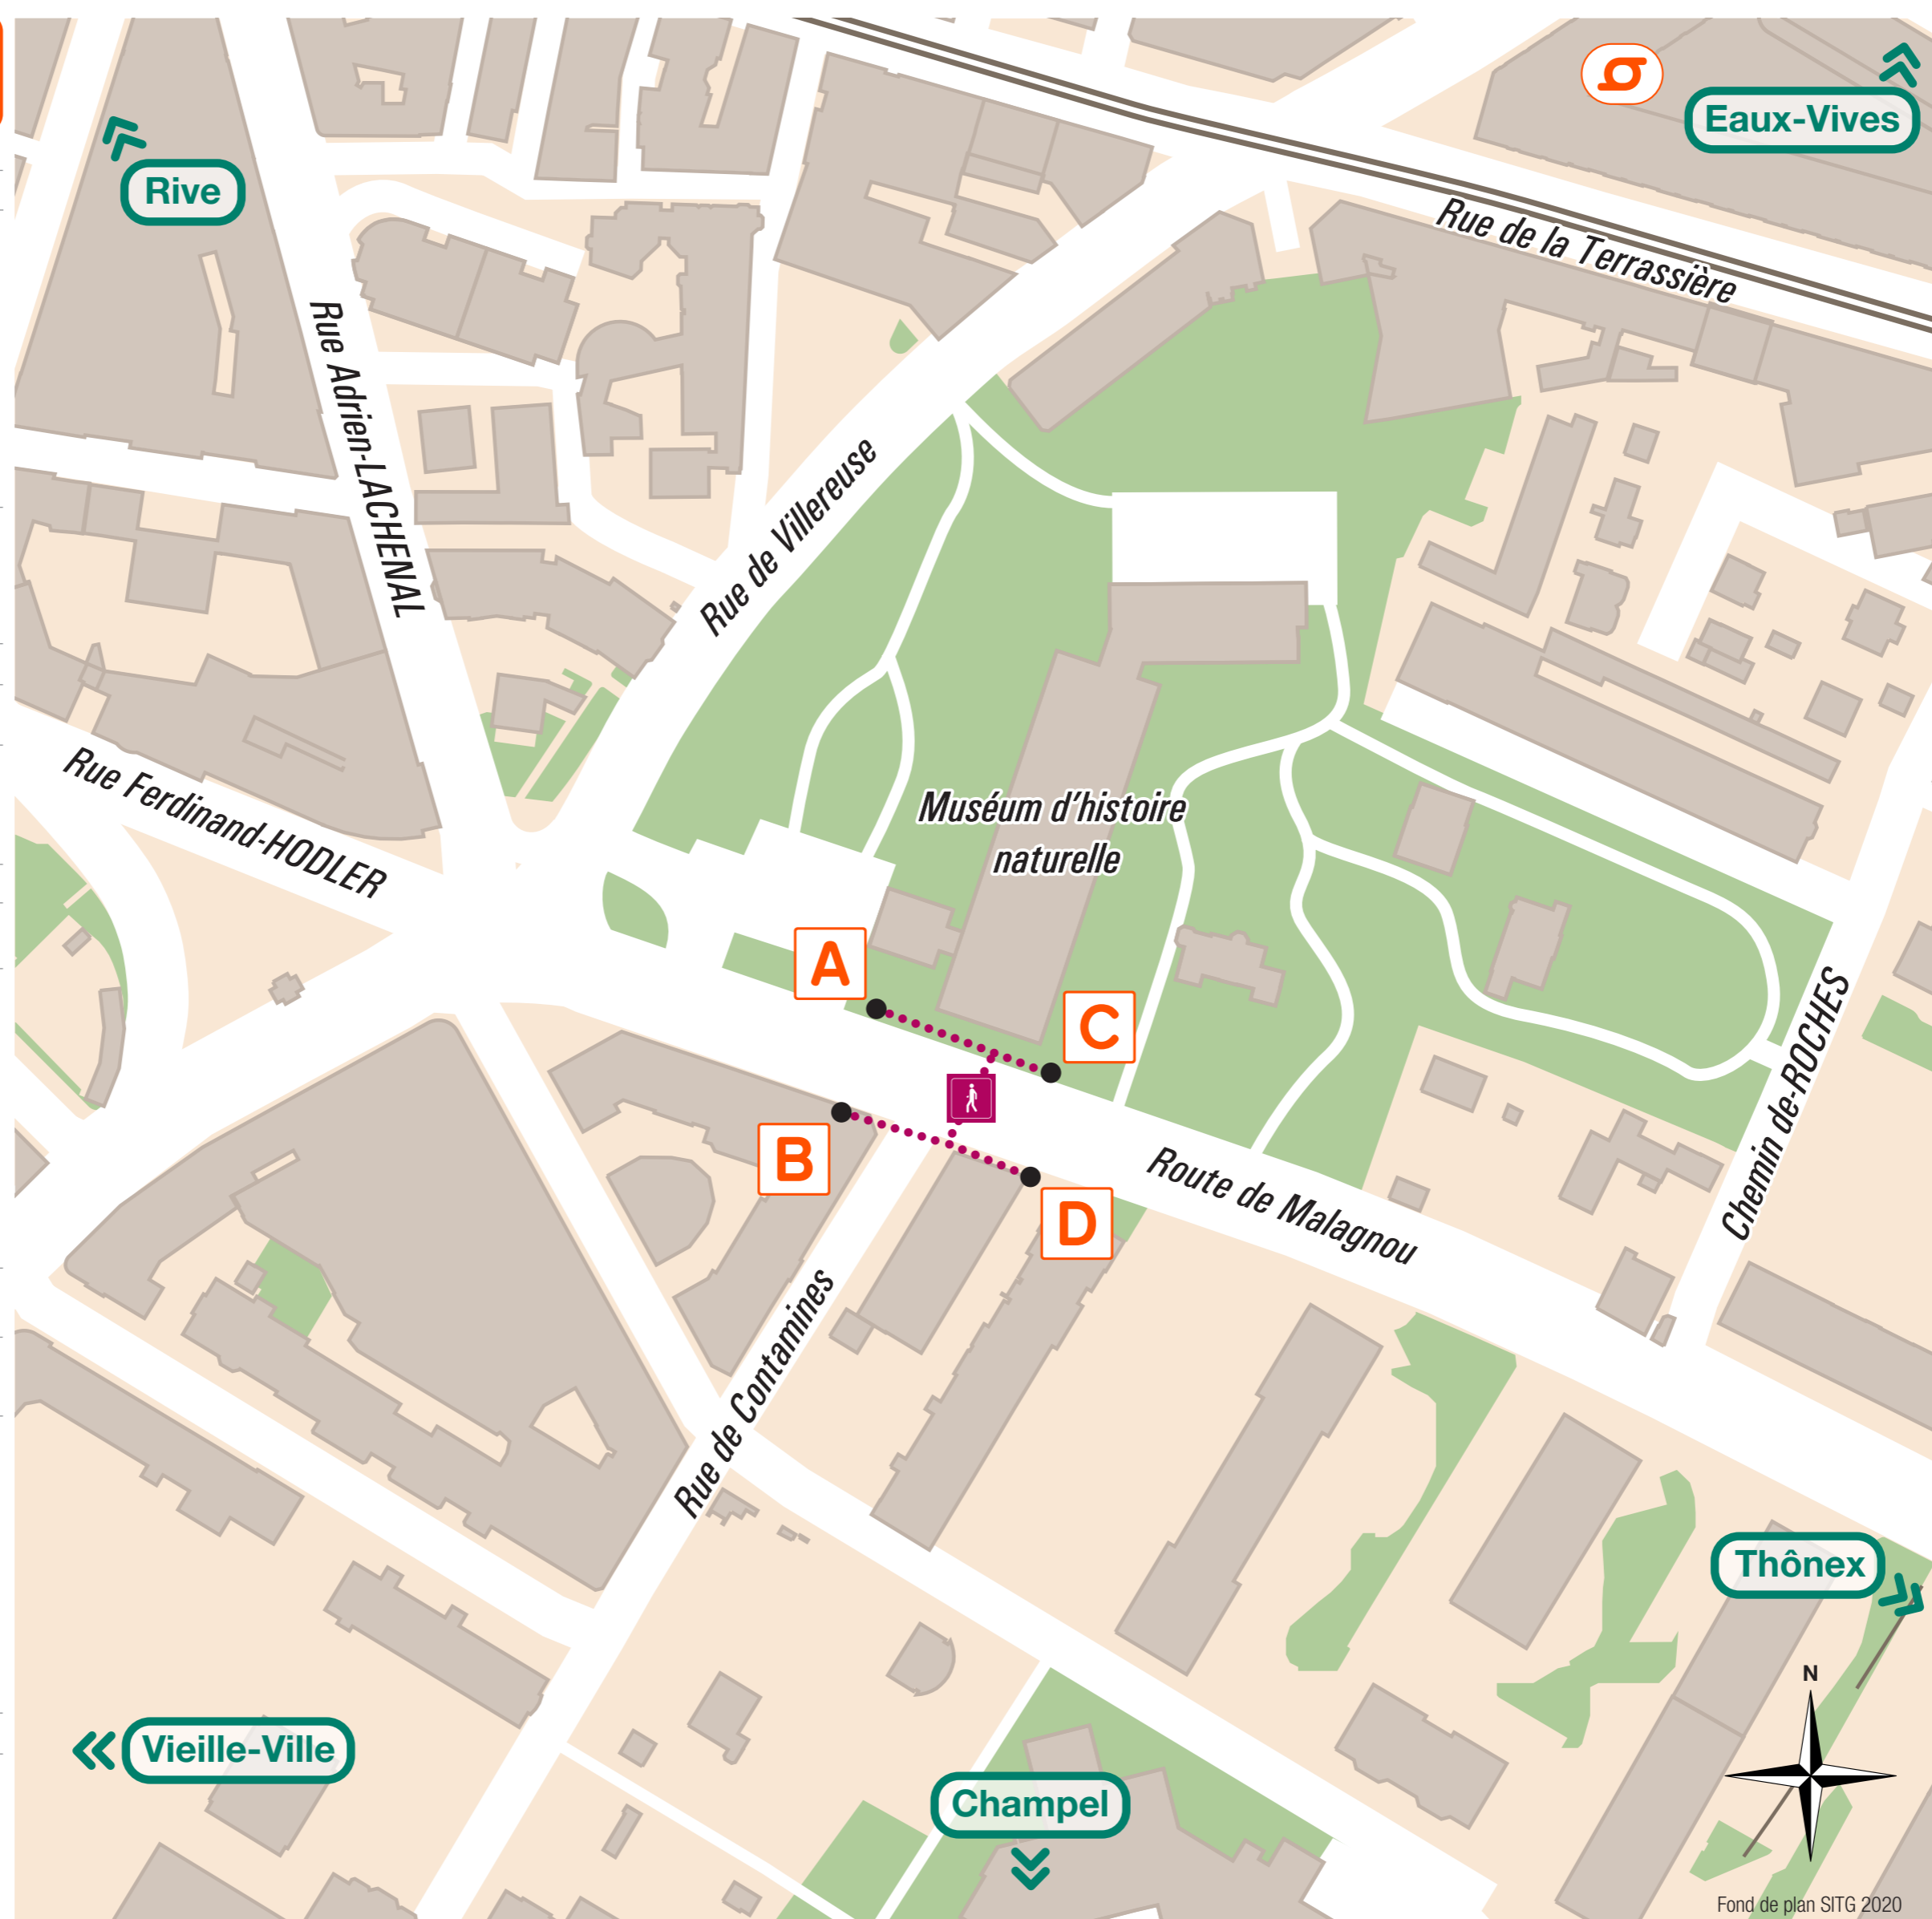 Eaux-Vives
Rive
Rue de la Terrassière
Rue Adrien-LACHENAL
Rue de Villereuse
Rue Ferdinand-HODLER
Muséum d'histoire
naturelle
A
C
B
D
Route de Malagnou
Chemin de-ROCHES
Rue de Contamines
Thônex
N
Vieille-Ville
Champel
Fond de plan SITG 2020